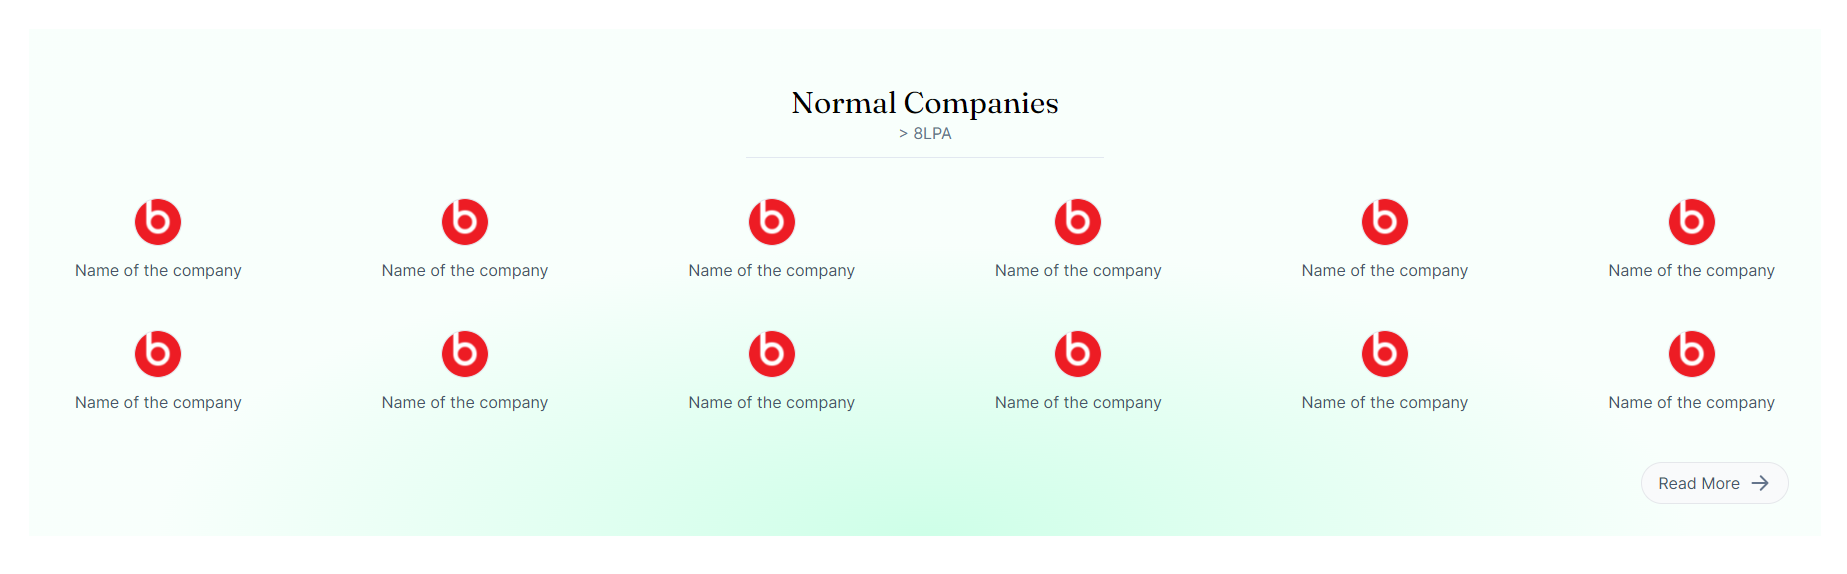 Normal Companies
> 8LPA
b b b b b b
Name of the company Name of the company Name of the company Name of the company Name of the company Name of the company
b b b b b b
Name of the company Name of the company Name of the company Name of the company Name of the company Name of the company
Read More →